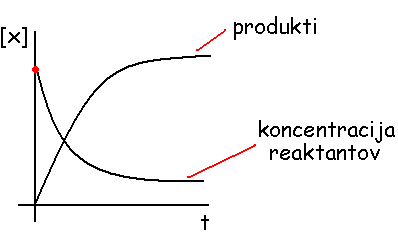 [x]
produkti
koncentracija
reaktantov
t